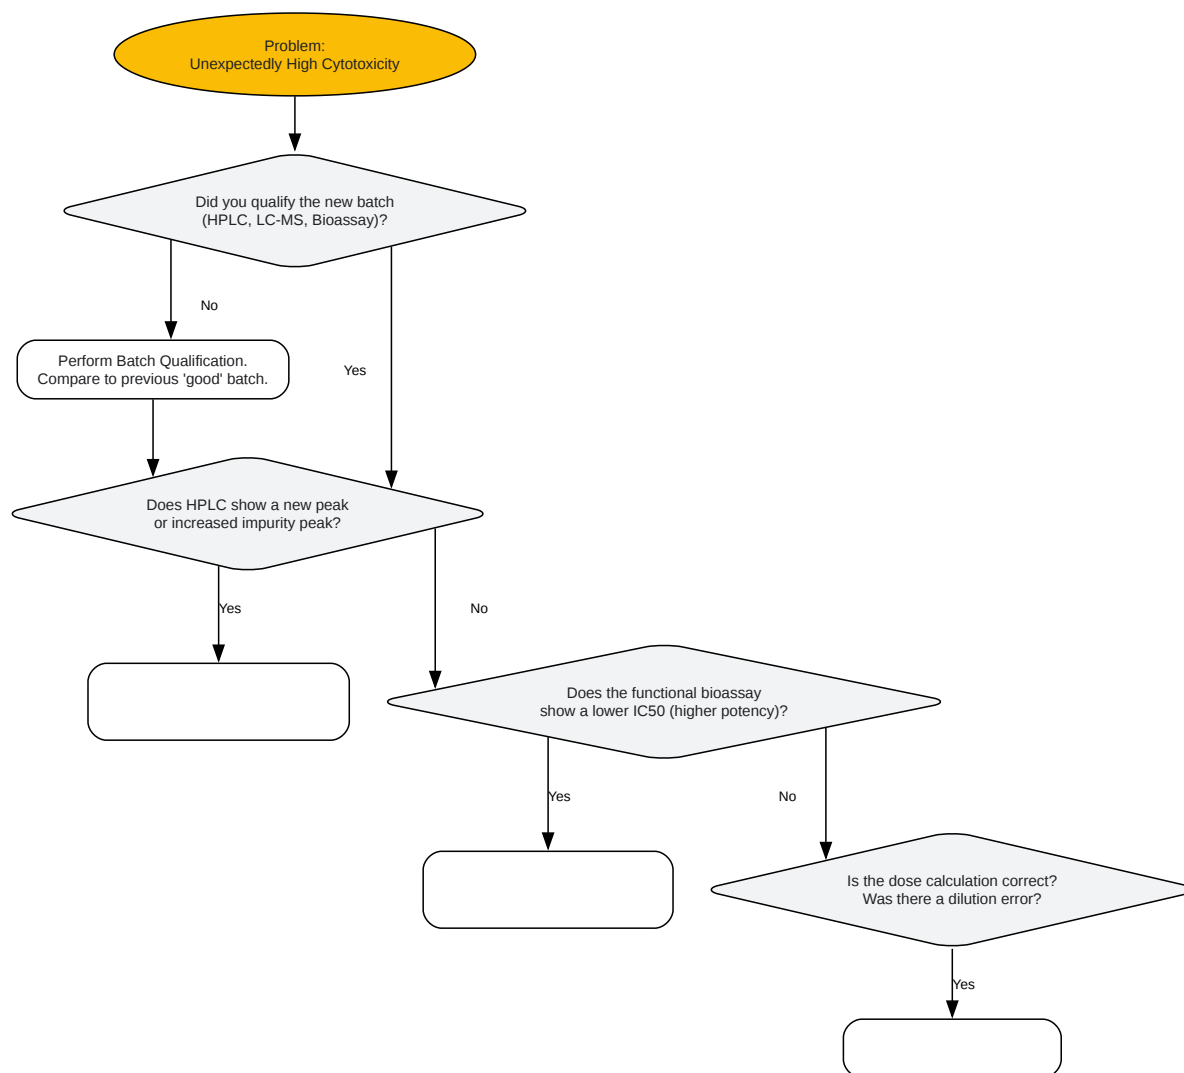 Problem:
Unexpectedly High Cytotoxicity
Did you qualify the new batch
(HPLC, LC-MS, Bioassay)?
No
Perform Batch Qualification.
Compare to previous 'good' batch.
Yes
Does HPLC show a new peak
or increased impurity peak?
Yes
No
Does the functional bioassay
show a lower IC50 (higher potency)?
Yes
No
Is the dose calculation correct?
Was there a dilution error?
Yes